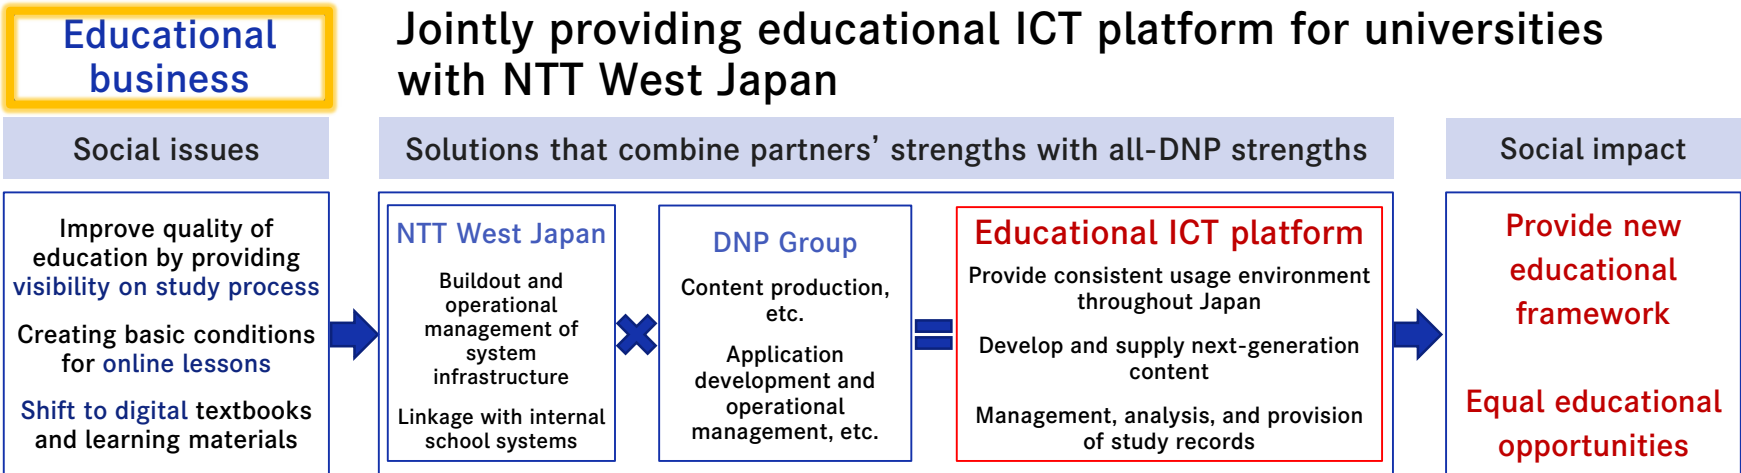 Educational
business
Jointly providing educational ICT platform for universities
with NTT West Japan
Social issues
Solutions that combine partners’ strengths with all-DNP strengths
Social impact
Improve quality of
education by providing
visibility on study process
Creating basic conditions
for online lessons
Shift to digital textbooks
and learning materials
NTT West Japan
Buildout and
operational
management of
system
infrastructure
Linkage with internal
school systems
DNP Group
Content production,
etc.
Application
development and
operational
management, etc.
Educational ICT platform
Provide consistent usage environment
throughout Japan
Develop and supply next-generation
content
Management, analysis, and provision
of study records
Provide new
educational
framework
Equal educational
opportunities